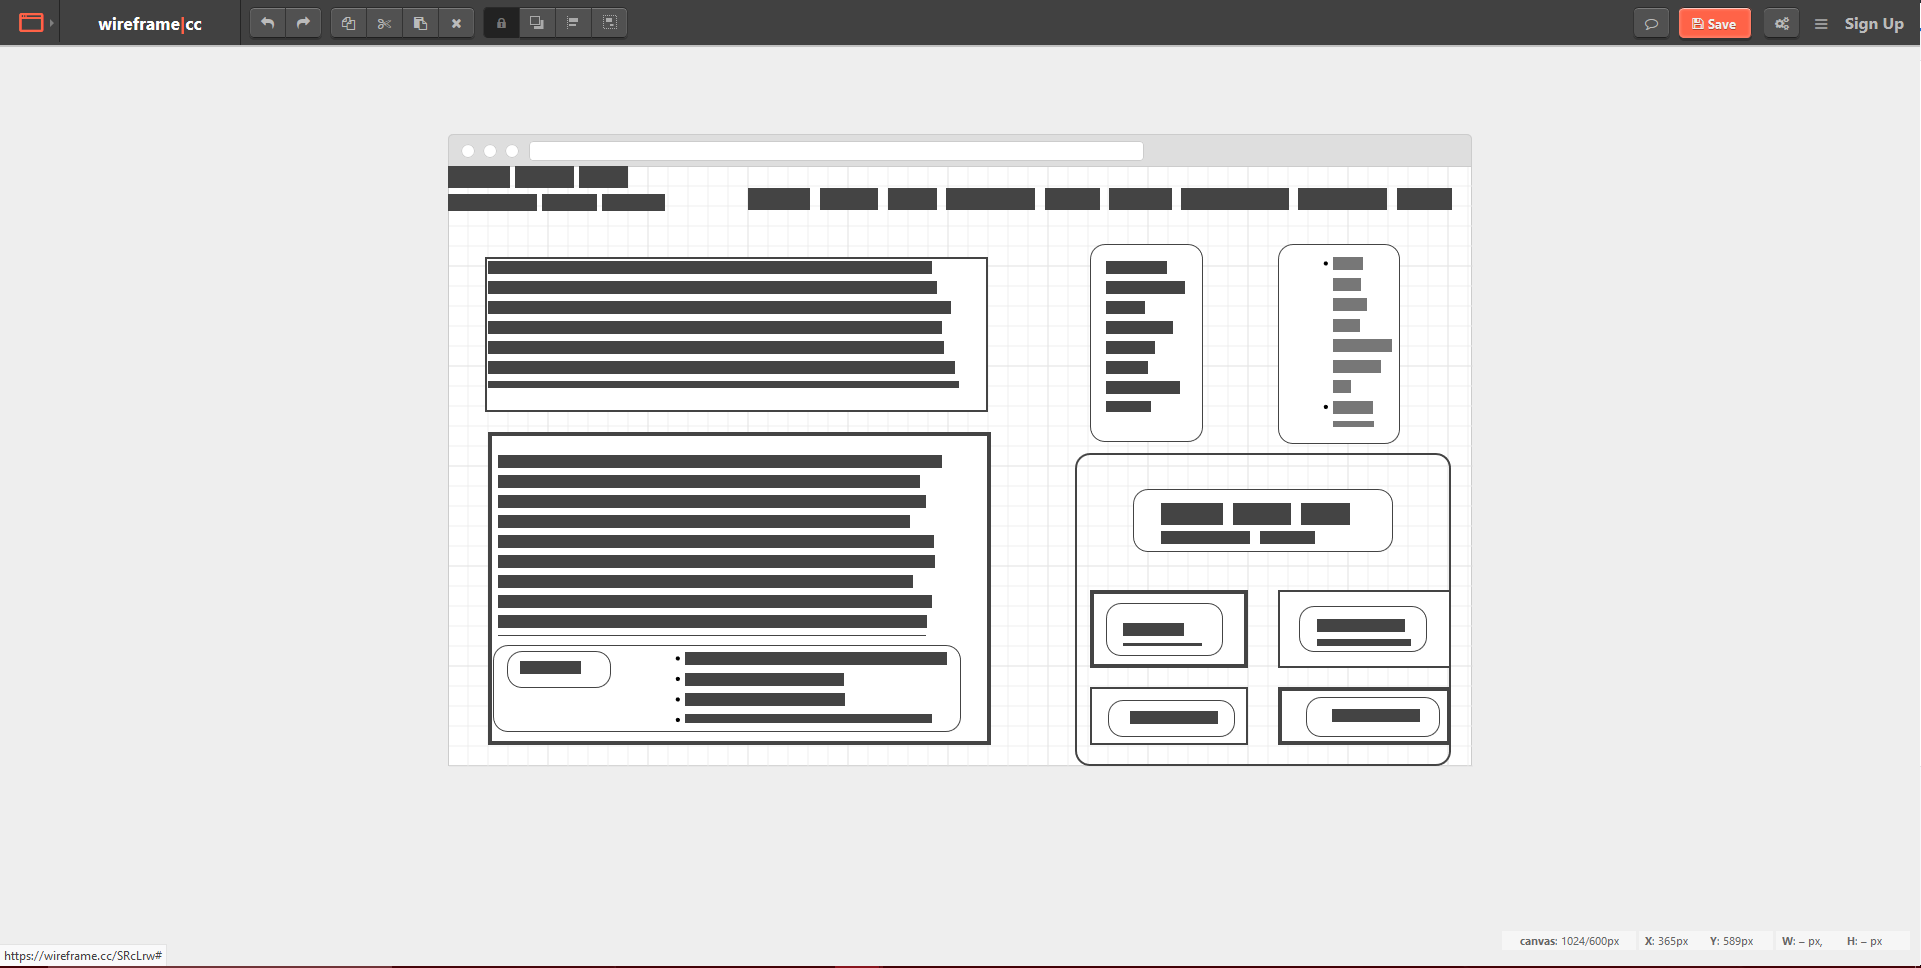 wireframe|cc
Save
Sign Up
canvas: 1024/600px X: 365px Y: 589px W: – px, H: – px
https://wireframe.cc/SRcLrw#